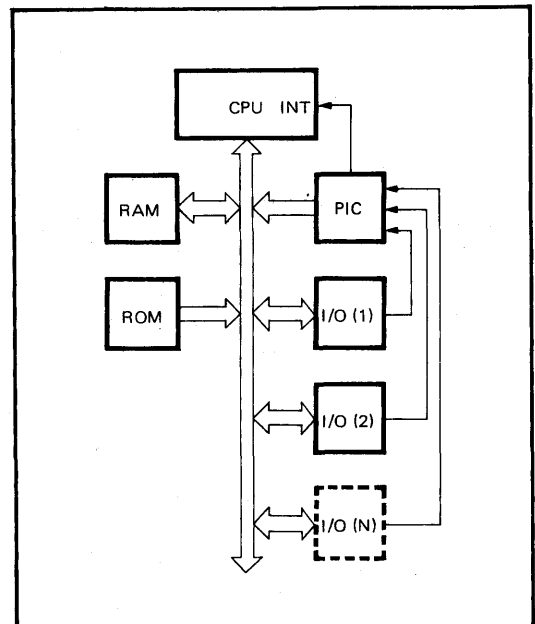 CPU INT
RAM
PIC
ROM
I/O (1)
I/O (2)
I/O (N)